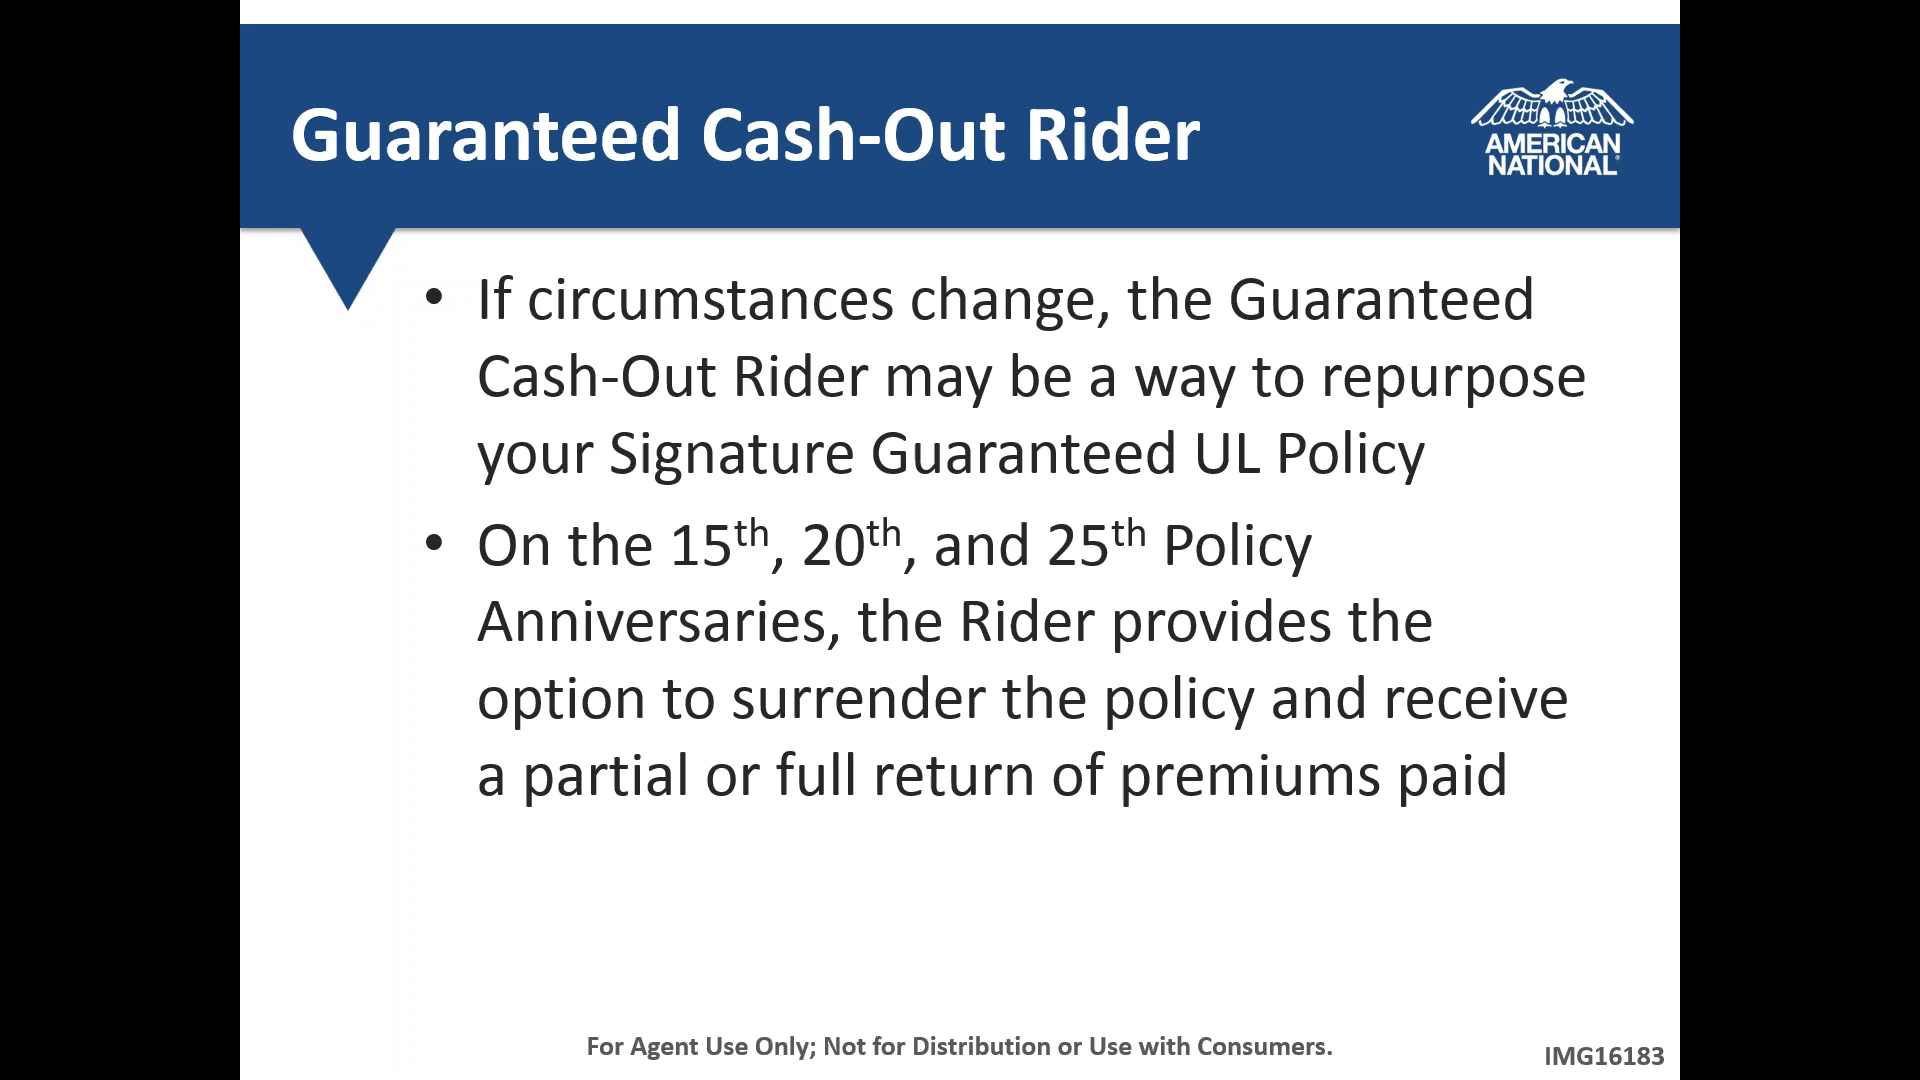 Guaranteed Cash-Out Rider
AMERICAN
NATIONAL®
• If circumstances change, the Guaranteed
Cash-Out Rider may be a way to repurpose
your Signature Guaranteed UL Policy
• On the 15th, 20th, and 25th Policy
Anniversaries, the Rider provides the
option to surrender the policy and receive
a partial or full return of premiums paid
For Agent Use Only; Not for Distribution or Use with Consumers.
IMG16183